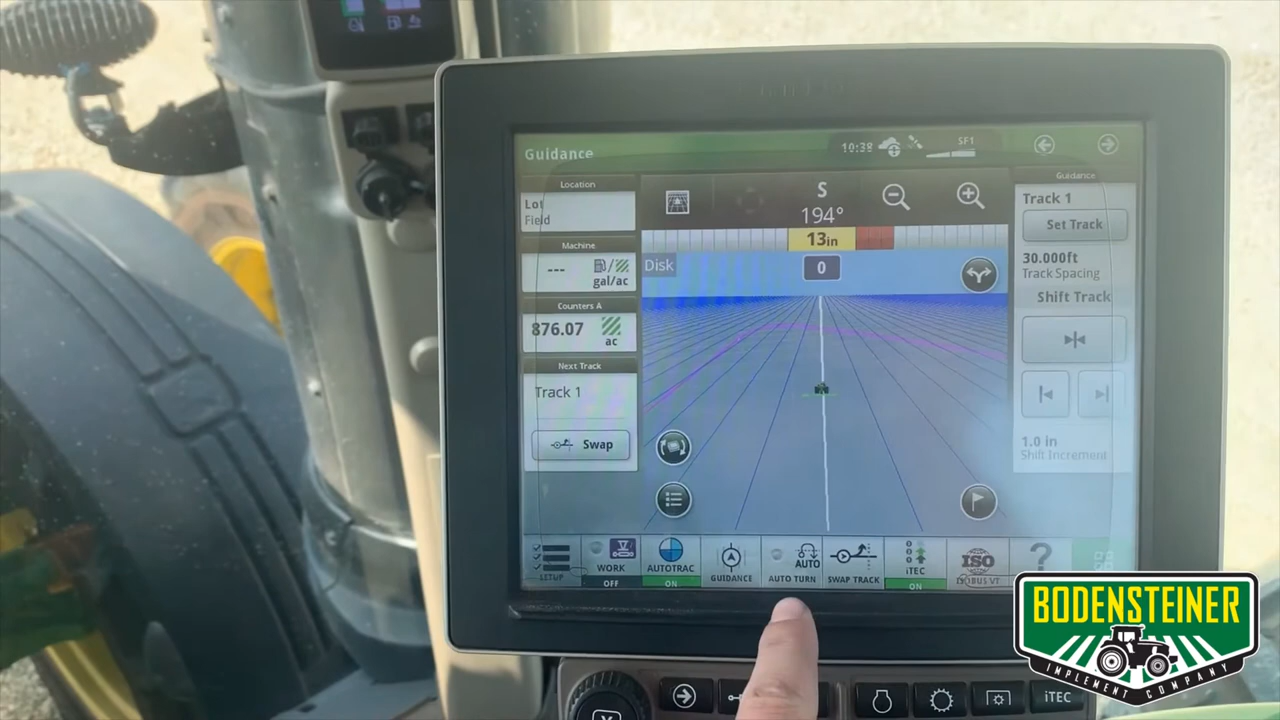 Guidance
10:38
SF1
Location
Lot
Field
Machine
---
gal/ac
Counters A
876.07
ac
Next Track
Track 1
Swap
S
194°
13in
Disk
0
Guidance
Track 1
Set Track
30.000ft
Track Spacing
Shift Track
1.0 in
Shift Increment
SETUP
WORK
OFF
AUTOTRAC
ON
GUIDANCE
AUTO
AUTO TURN
SWAP TRACK
iTEC
ON
ISO
ISOBUS VT
?
iTEC
BODENSTEINER
IMPLEMENT COMPANY